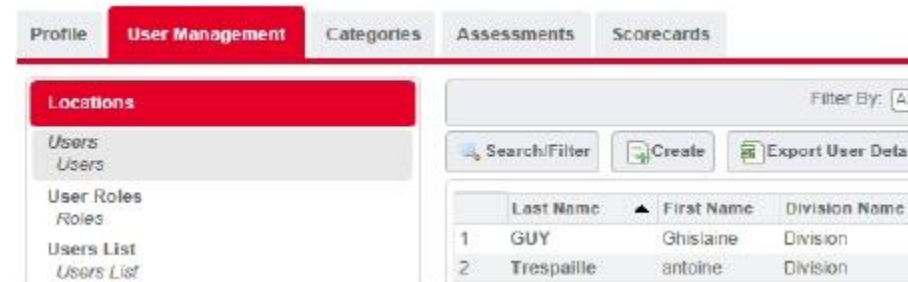 Profile User Management Categories Assessments Scorecards
Locations
Users
Users
User Roles
Roles
Users List
Users List
Filter By:
Search/Filter Create Export User Deta
Last Name First Name Division Name
1 GUY Ghislaine Division
2 Trespaille antoine Division